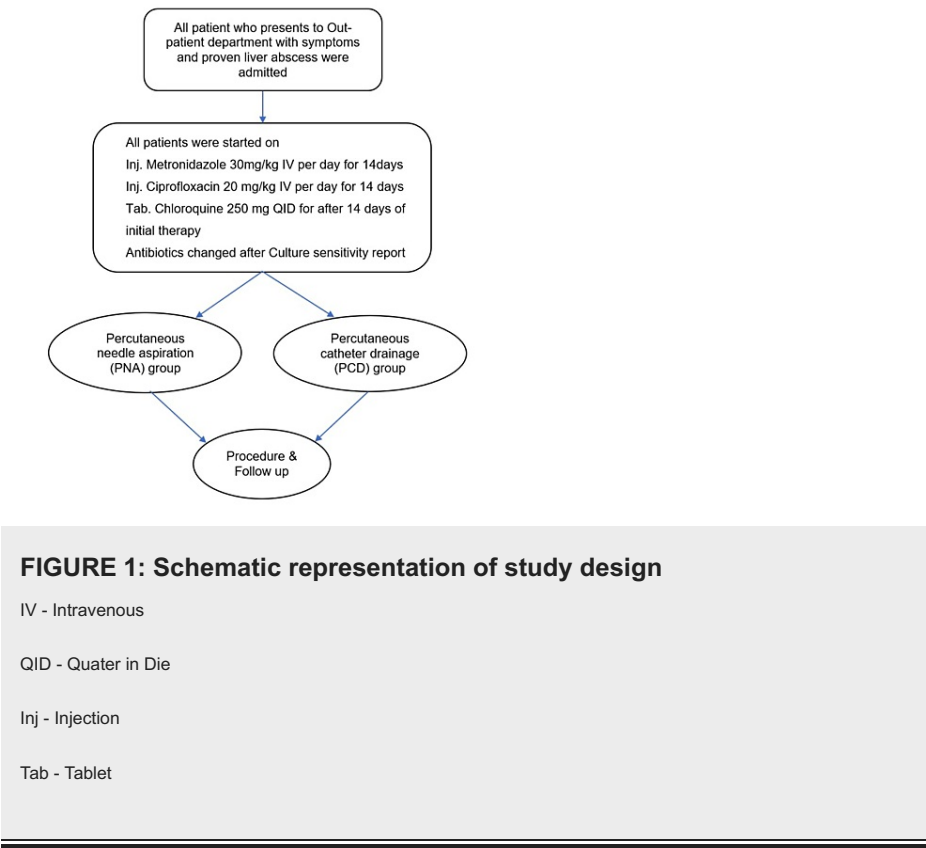 All patient who presents to Out-
patient department with symptoms
and proven liver abscess were
admitted
All patients were started on
Inj. Metronidazole 30mg/kg IV per day for 14days
Inj. Ciprofloxacin 20 mg/kg IV per day for 14 days
Tab. Chloroquine 250 mg QID for after 14 days of
initial therapy
Antibiotics changed after Culture sensitivity report
Percutaneous
needle aspiration
(PNA) group
Percutaneous
catheter drainage
(PCD) group
Procedure &
Follow up
FIGURE 1: Schematic representation of study design
IV - Intravenous
QID - Quater in Die
Inj - Injection
Tab - Tablet